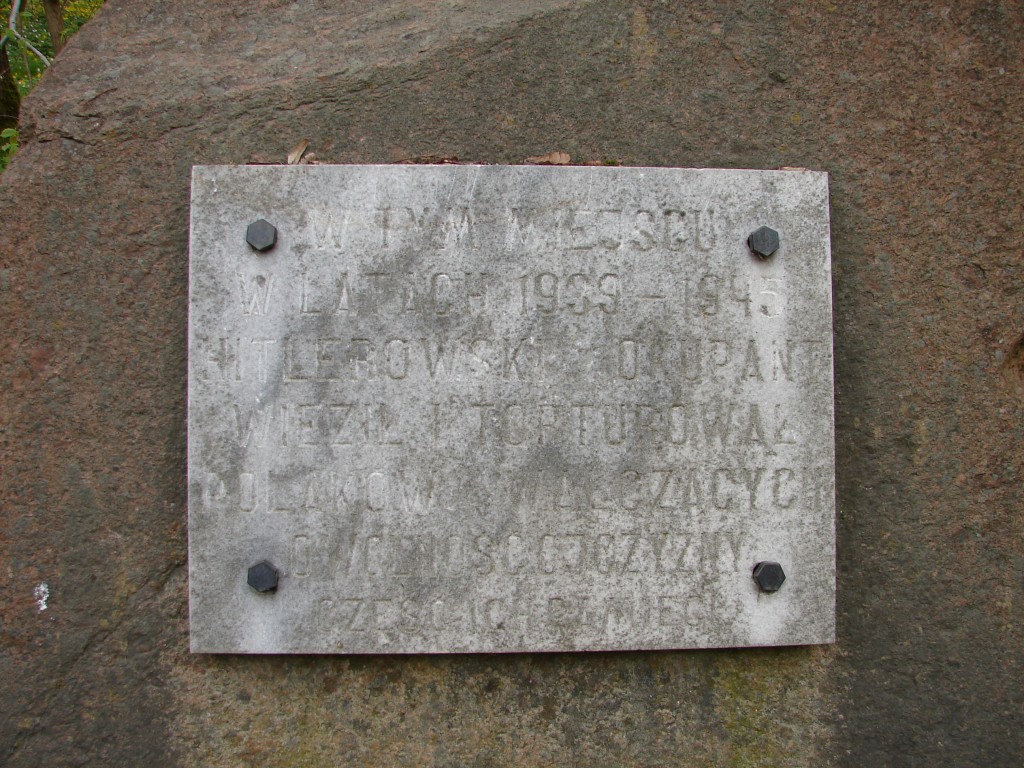 W TYM MIEJSCU
W LATACH 1939-1945
HITLEROWSKI OKUPANT
WIĘZIŁ I TORTUROWAŁ
POLAKÓW WALCZĄCYCH
O WOLNOŚĆ OJCZYZNY
CZEŚĆ ICH PAMIĘCI